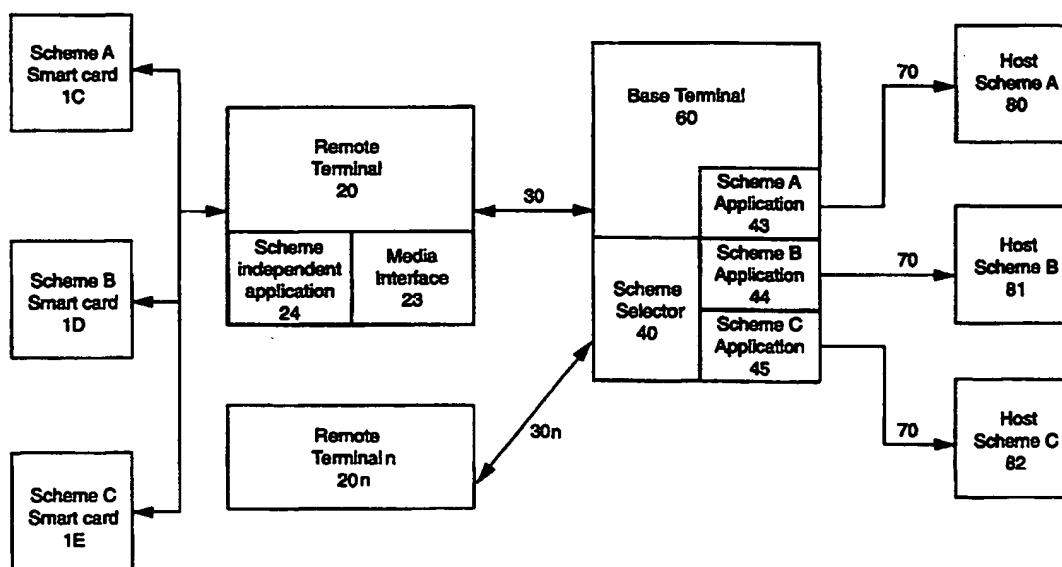 Scheme A
Smart card
1C
Scheme B
Smart card
1D
Scheme C
Smart card
1E
Remote
Terminal
20
Scheme
independent
application
24
Media
Interface
23
Remote
Terminal n
20n
30
30n
Base Terminal
60
Scheme A
Application
43
Scheme
Selector
40
Scheme B
Application
44
Scheme C
Application
45
70
70
70
Host
Scheme A
80
Host
Scheme B
81
Host
Scheme C
82